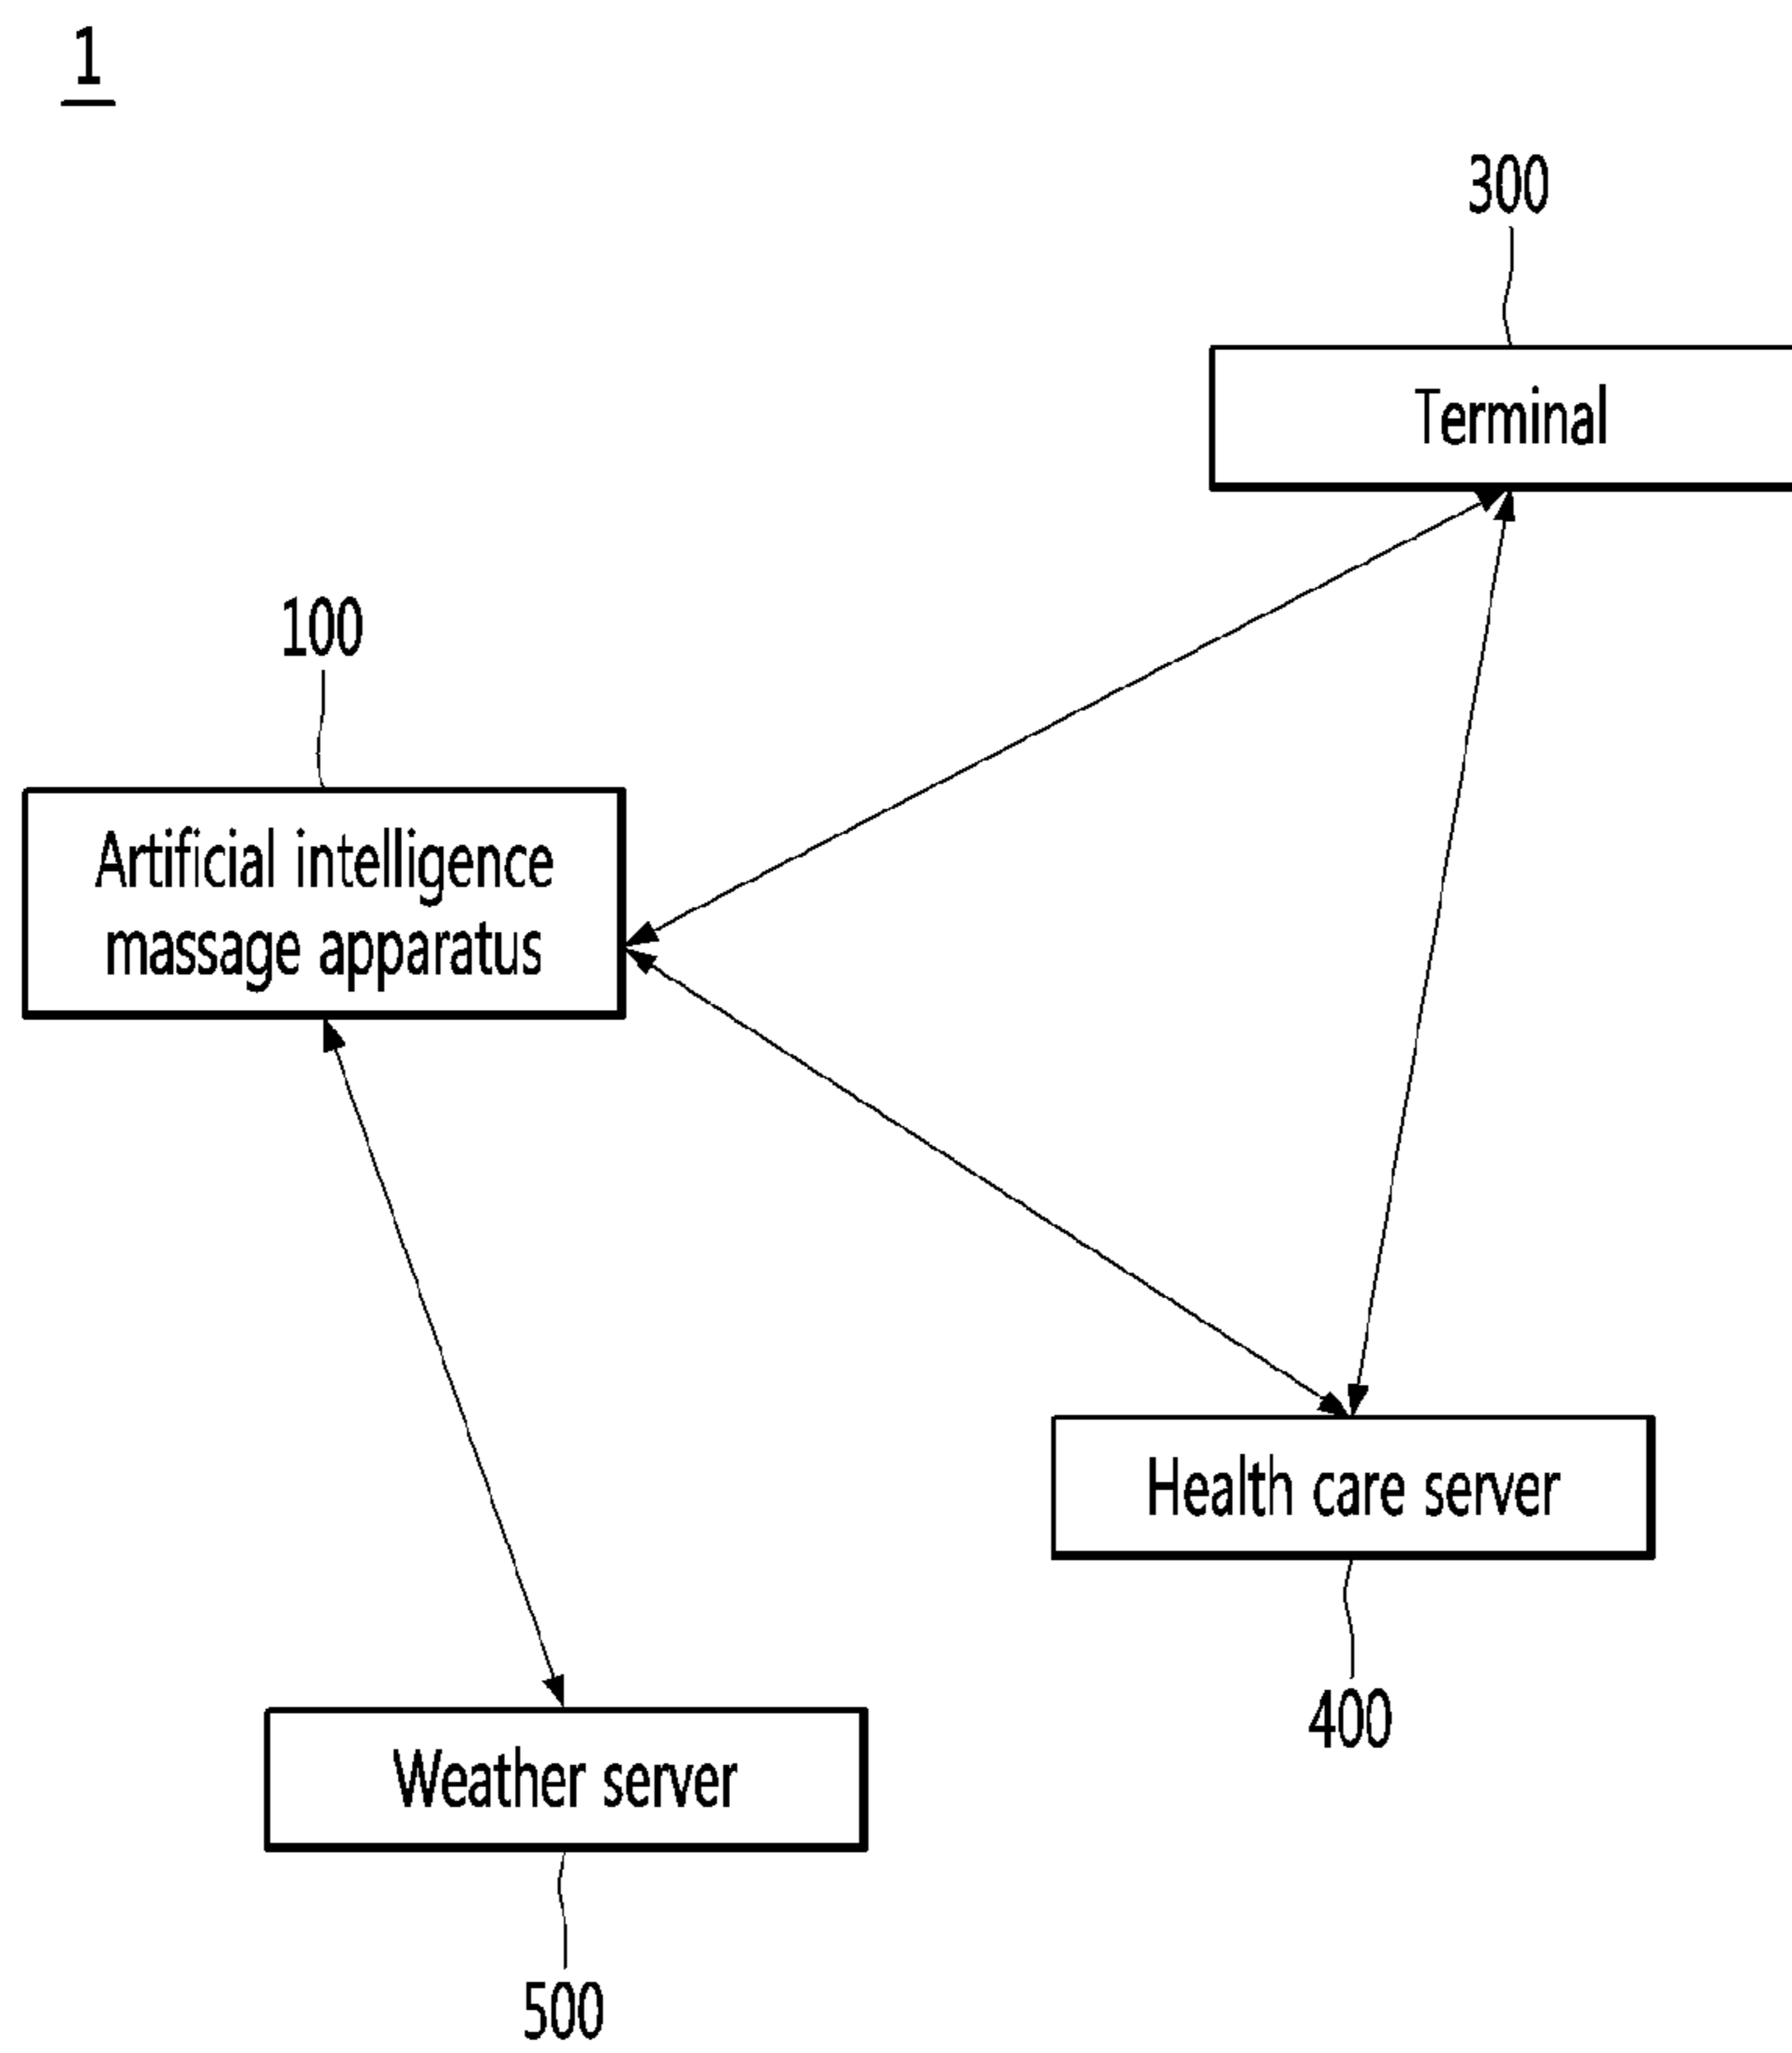 1
300
Terminal
100
Artificial intelligence
massage apparatus
Health care server
400
Weather server
500